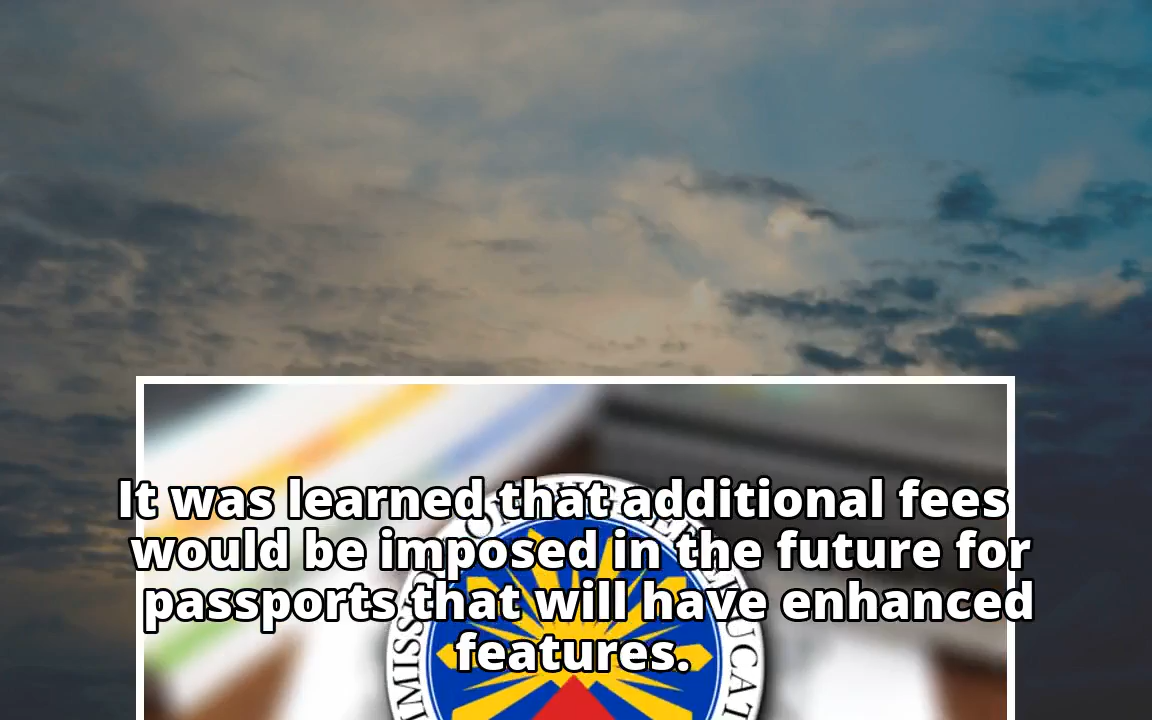 It was learned that additional fees
would be imposed in the future for
passports that will have enhanced
features.